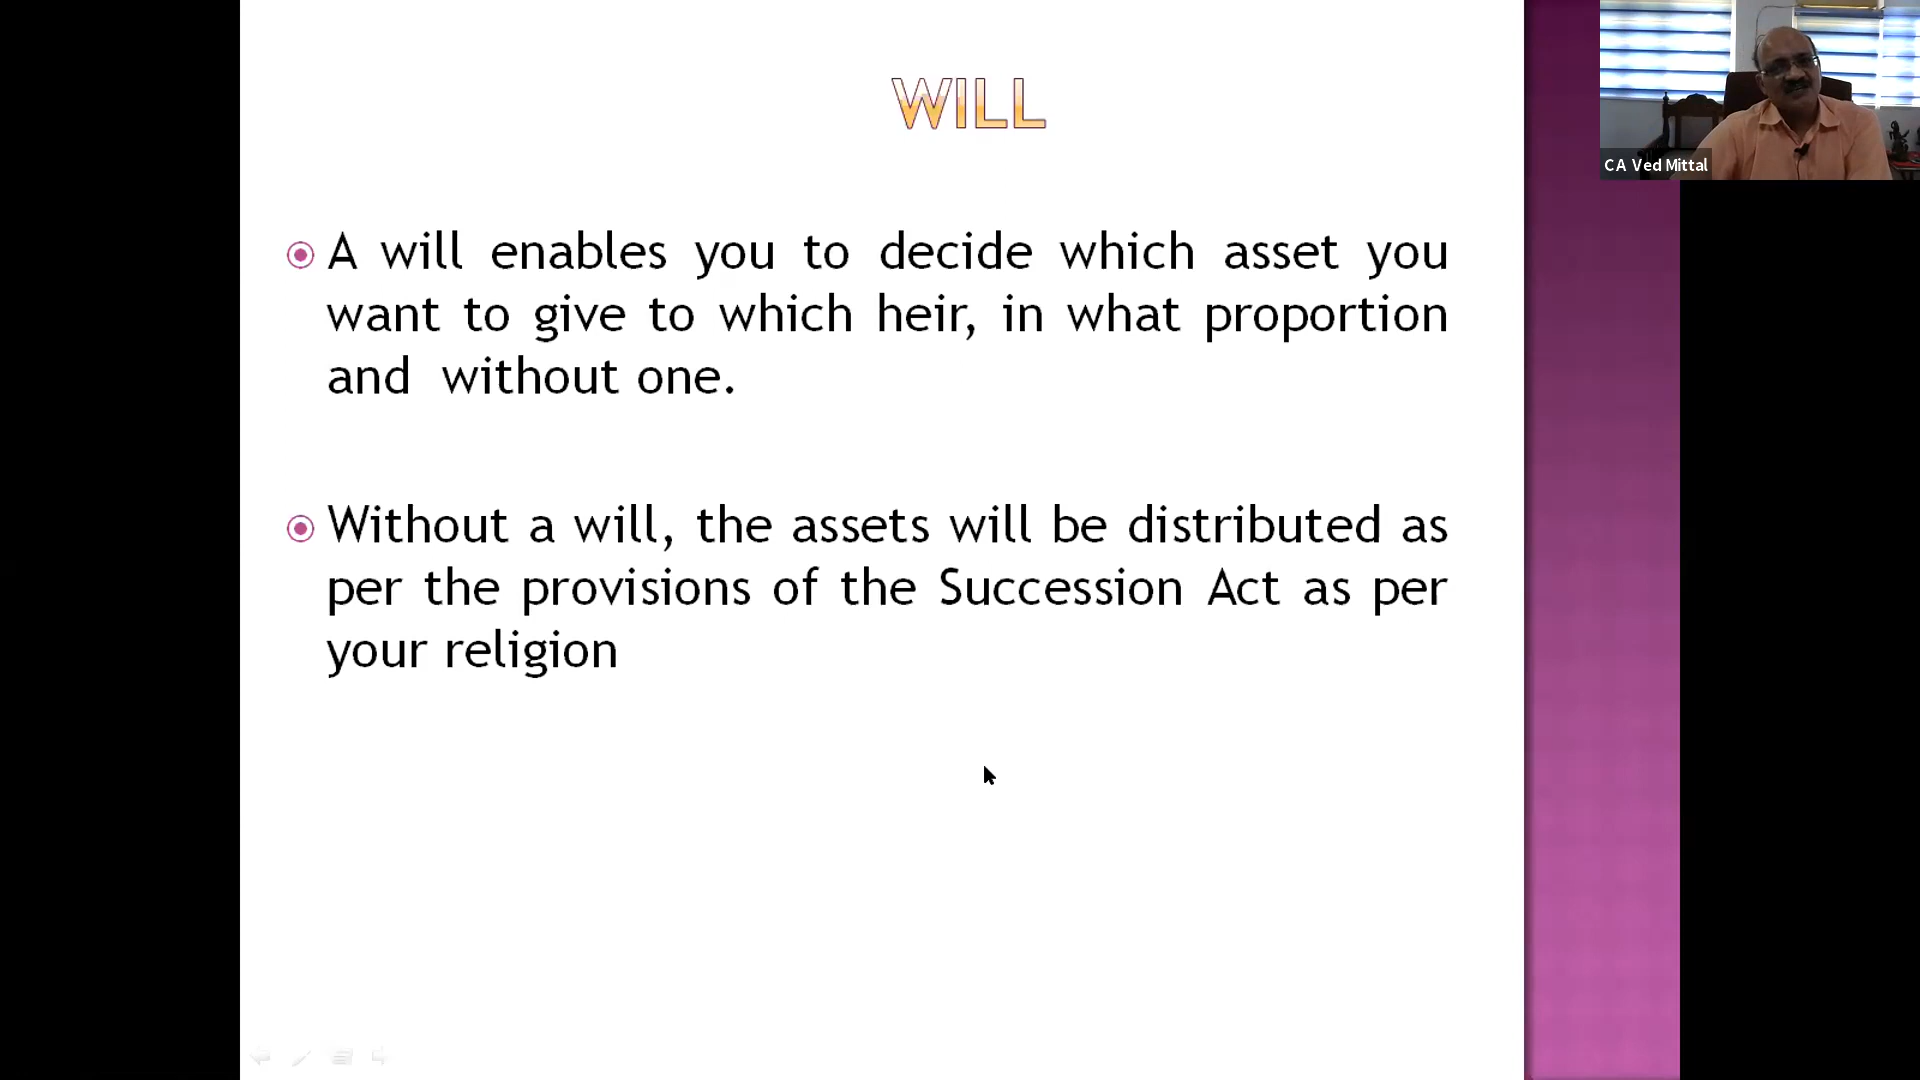 WILL
A will enables you to decide which asset you
want to give to which heir, in what proportion
and without one.
Without a will, the assets will be distributed as
per the provisions of the Succession Act as per
your religion
CA Ved Mittal